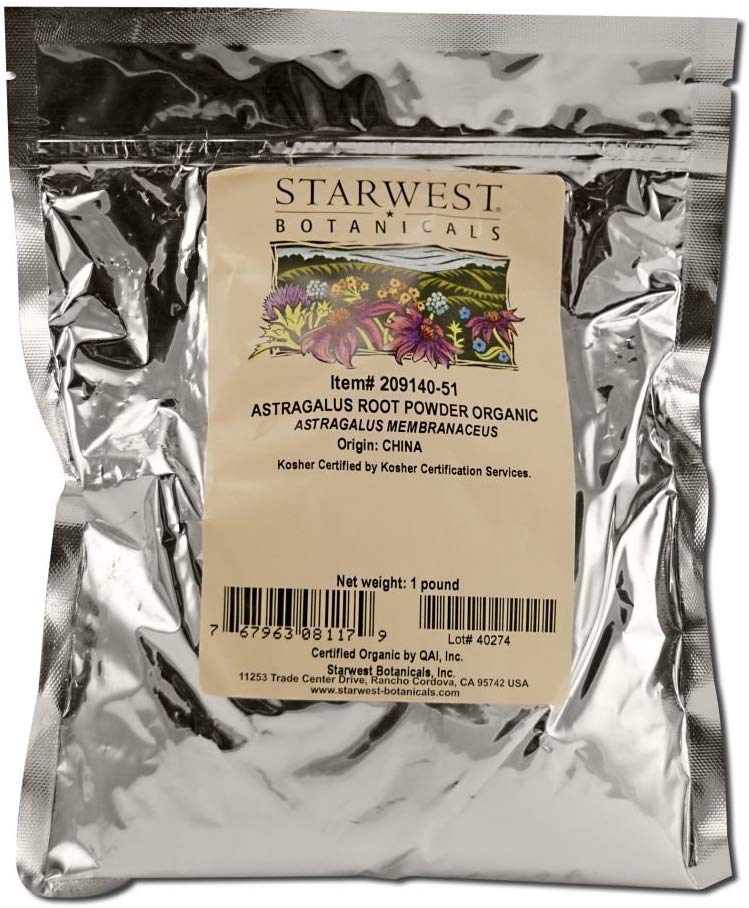 STARWEST®
BOTANICALS
Item# 209140-51
ASTRAGALUS ROOT POWDER ORGANIC
ASTRAGALUS MEMBRANACEUS
Origin: CHINA
Kosher Certified by Kosher Certification Services.
Net weight: 1 pound
7 67963 08117 9
Lot# 40274
Certified Organic by QAI, Inc.
Starwest Botanicals, Inc.
11253 Trade Center Drive, Rancho Cordova, CA 95742 USA
www.starwest-botanicals.com